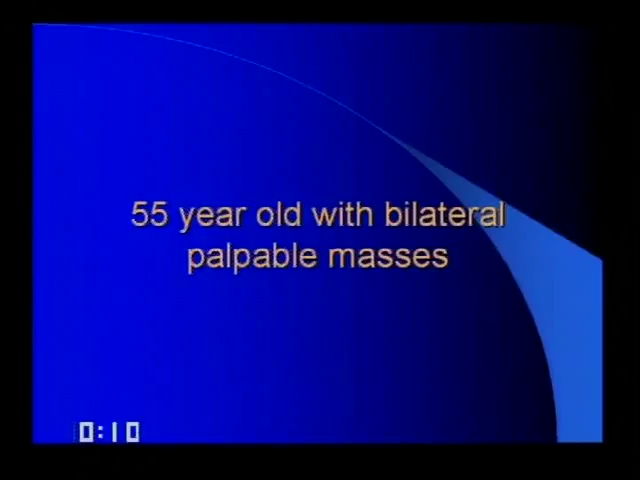 55 year old with bilateral
palpable masses
0:10